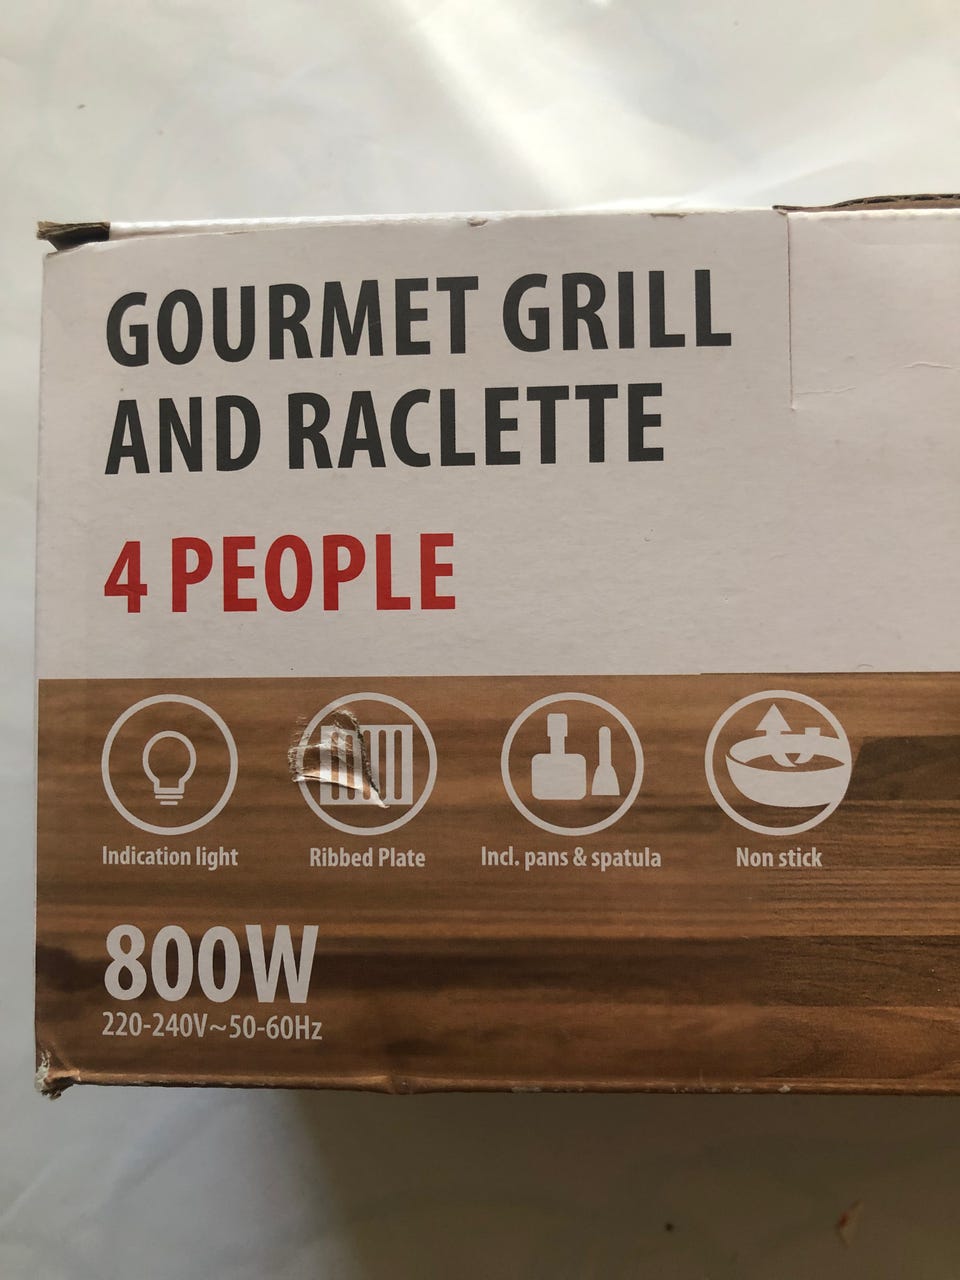 GOURMET GRILL
AND RACLETTE
4 PEOPLE
Indication light
Ribbed Plate
Incl. pans & spatula
Non stick
800W
220-240V~50-60Hz